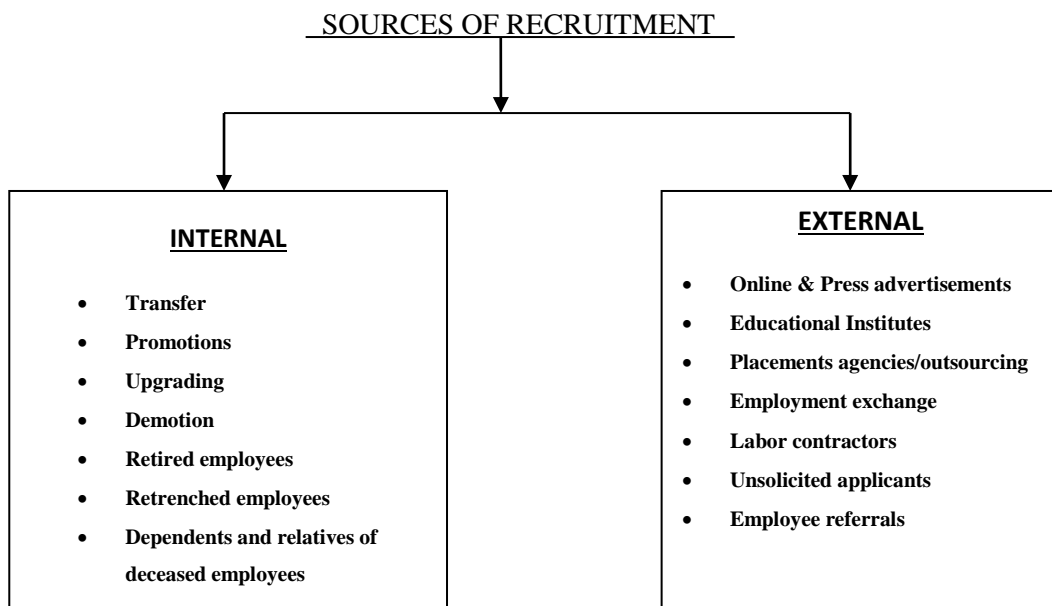 SOURCES OF RECRUITMENT
INTERNAL
• Transfer
• Promotions
• Upgrading
• Demotion
• Retired employees
• Retrenched employees
• Dependents and relatives of
deceased employees
EXTERNAL
• Online & Press advertisements
• Educational Institutes
• Placements agencies/outsourcing
• Employment exchange
• Labor contractors
• Unsolicited applicants
• Employee referrals